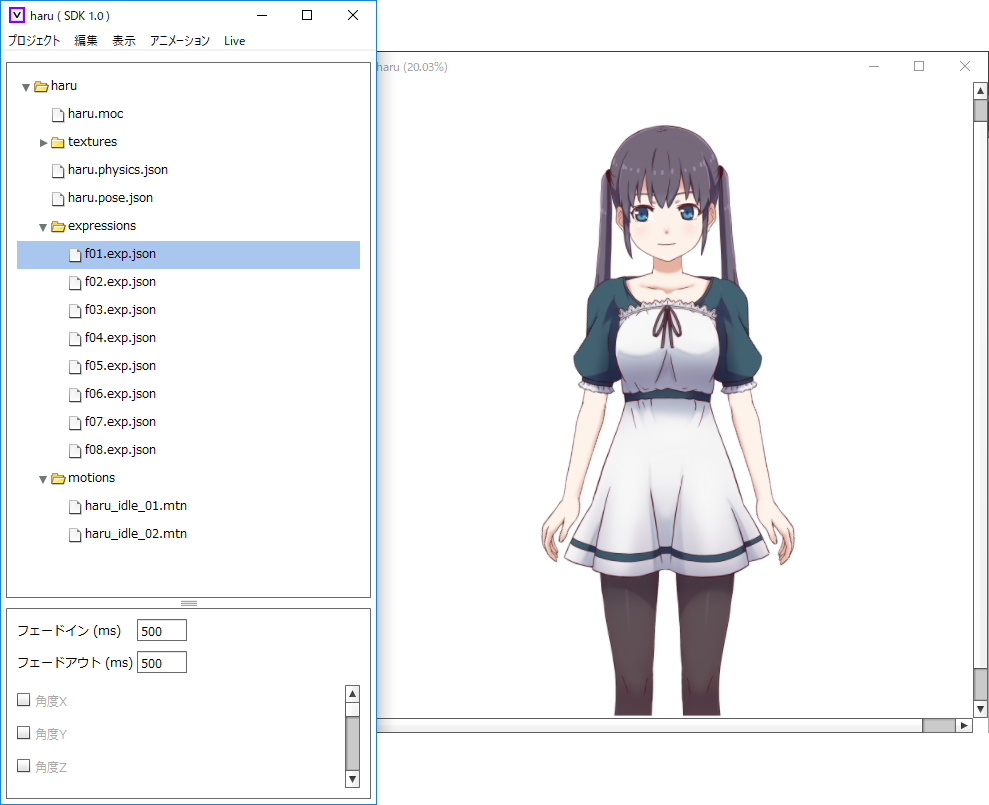 haru ( SDK 1.0 )
プロジェクト 編集 表示 アニメーション Live
haru
haru.moc
textures
haru.physics.json
haru.pose.json
expressions
f01.exp.json
f02.exp.json
f03.exp.json
f04.exp.json
f05.exp.json
f06.exp.json
f07.exp.json
f08.exp.json
motions
haru_idle_01.mtn
haru_idle_02.mtn
フェードイン (ms) 500
フェードアウト (ms) 500
角度X
角度Y
角度Z
haru (20.03%)